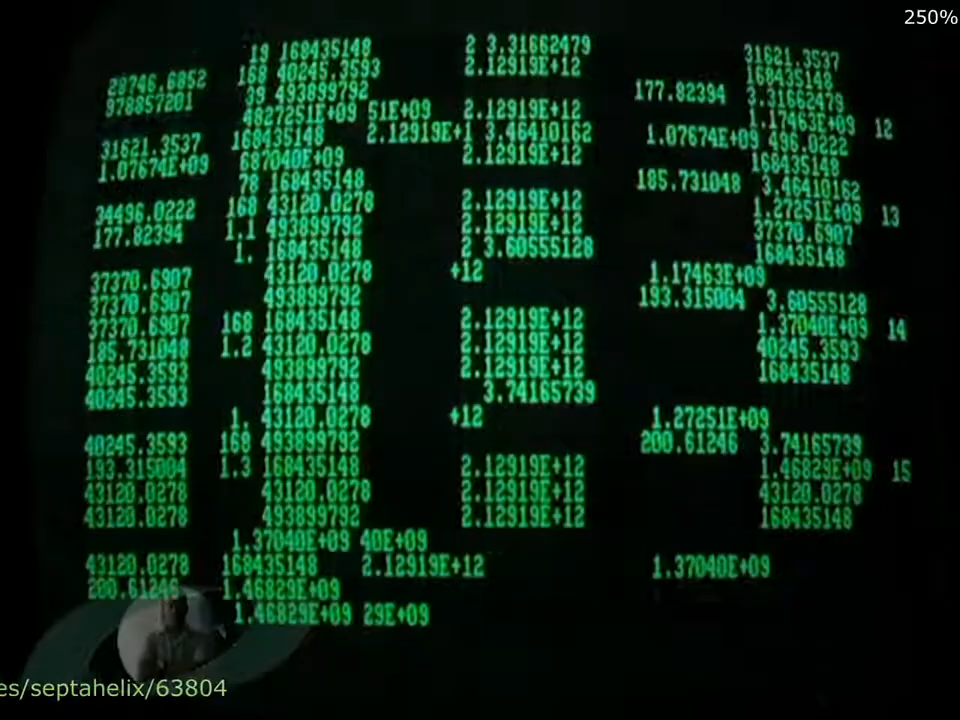 250%
19 168435148 2 3.31662479 31621.3537
28746.6852 168 40245.3593 2.12919E+12 168435148
978857201 39 493899792 177.82394 3.31662479
4827251E+09 51E+09 2.12919E+12 1.17463E+09 12
31621.3537 168435148 2.12919E+1 3.46410162 1.07674E+09 496.0222
1.07674E+09 687040E+09 2.12919E+12 168435148
78 168435148 185.731048 3.46410162
34496.0222 168 43120.0278 2.12919E+12 1.27251E+09 13
177.82394 1.1 493899792 2.12919E+12 37370.6907
1. 168435148 2 3.60555128 168435148
37370.6907 43120.0278 +12 1.17463E+09
37370.6907 493899792 193.315004 3.60555128
37370.6907 168 168435148 2.12919E+12 1.37040E+09 14
185.731048 1.2 43120.0278 2.12919E+12 40245.3593
40245.3593 493899792 2.12919E+12 168435148
40245.3593 168435148 3.74165739
1. 43120.0278 +12 1.27251E+09
40245.3593 168 493899792 200.61246 3.74165739
193.315004 1.3 168435148 2.12919E+12 1.46829E+09 15
43120.0278 43120.0278 2.12919E+12 43120.0278
43120.0278 493899792 2.12919E+12 168435148
1.37040E+09 40E+09
43120.0278 168435148 2.12919E+12 1.37040E+09
200.61246 1.46829E+09
1.46829E+09 29E+09
es/septahelix/63804